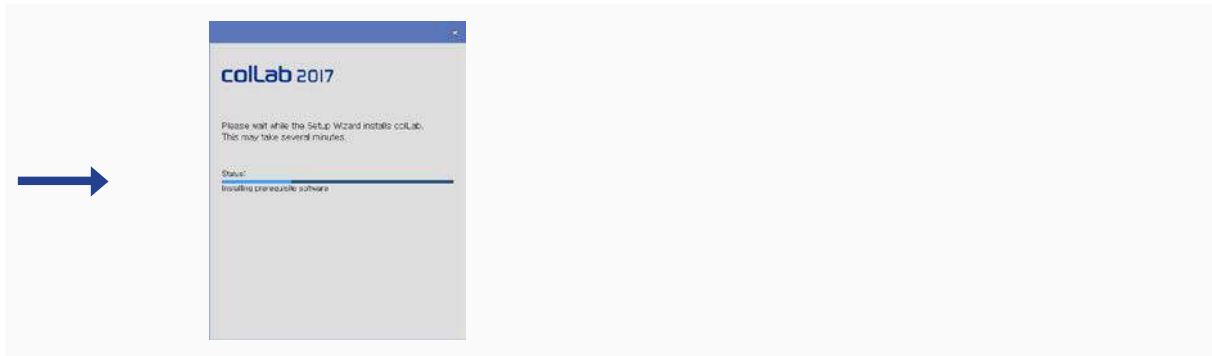 colLab 2017
Please wait while the Setup Wizard installs colLab.
This may take several minutes.
Status:
Installing prerequisite software